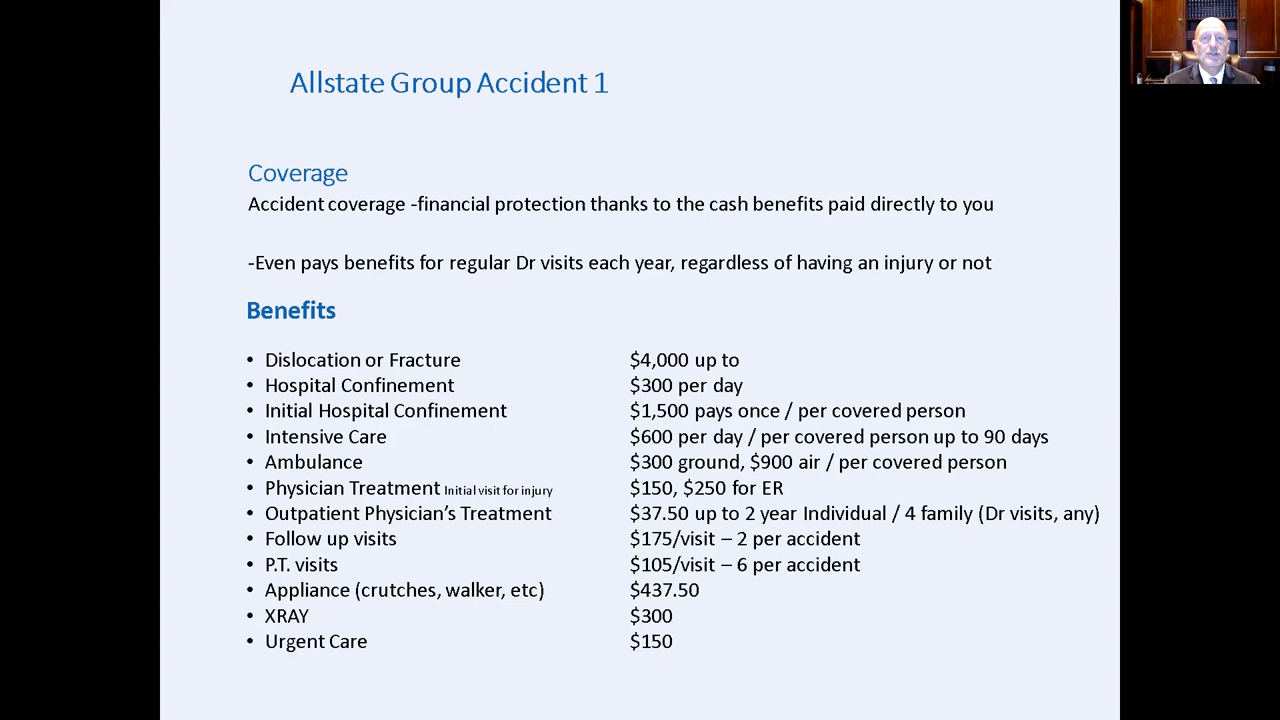 Allstate Group Accident 1
Coverage
Accident coverage -financial protection thanks to the cash benefits paid directly to you
-Even pays benefits for regular Dr visits each year, regardless of having an injury or not
Benefits
• Dislocation or Fracture $4,000 up to
• Hospital Confinement $300 per day
• Initial Hospital Confinement $1,500 pays once / per covered person
• Intensive Care $600 per day / per covered person up to 90 days
• Ambulance $300 ground, $900 air / per covered person
• Physician Treatment Initial visit for injury $150, $250 for ER
• Outpatient Physician’s Treatment $37.50 up to 2 year Individual / 4 family (Dr visits, any)
• Follow up visits $175/visit – 2 per accident
• P.T. visits $105/visit – 6 per accident
• Appliance (crutches, walker, etc) $437.50
• XRAY $300
• Urgent Care $150